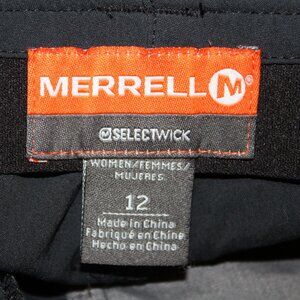 MERRELL M®
M SELECTWICK
WOMEN/FEMMES/
MUJERES
12
Made in China
Fabriqué en Chine
Hecho en China